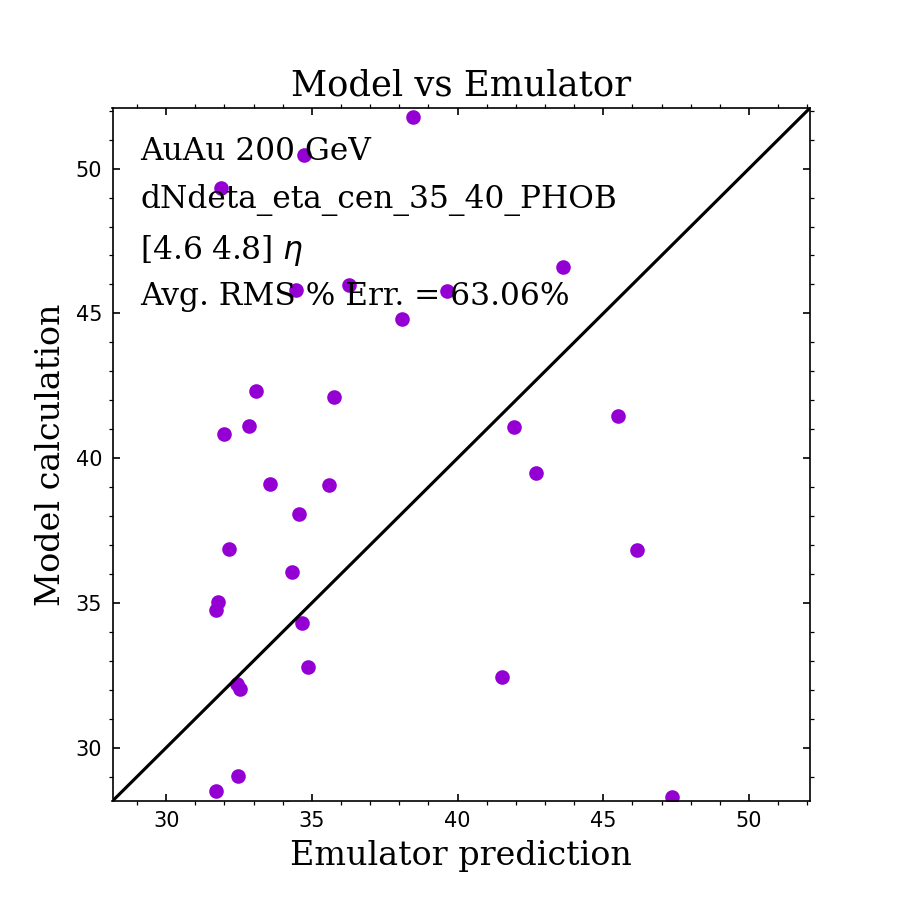 Model vs Emulator
AuAu 200 GeV
dNdeta_eta_cen_35_40_PHOB
[4.6 4.8] η
Avg. RMS % Err. = 63.06%
Model calculation
50
45
40
35
30
30 35 40 45 50
Emulator prediction